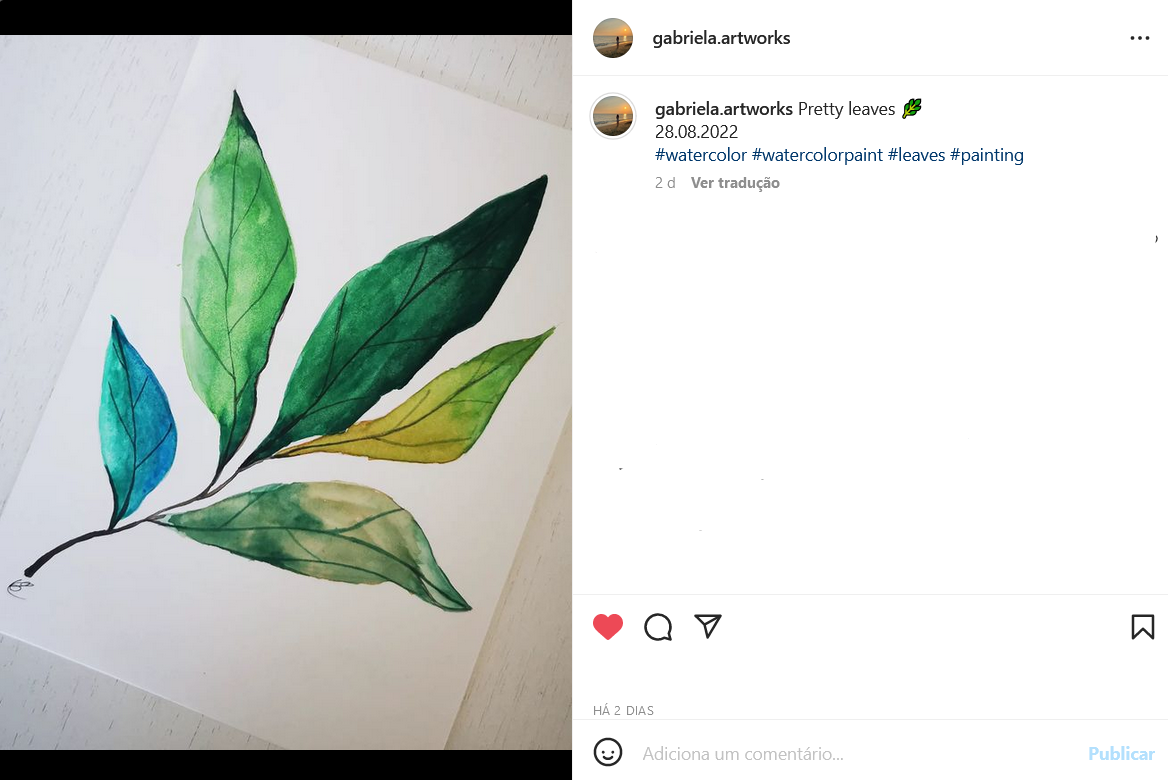 gabriela.artworks
gabriela.artworks Pretty leaves 🌿
28.08.2022
#watercolor #watercolorpaint #leaves #painting
2 d Ver tradução
HÁ 2 DIAS
Adiciona um comentário...
Publicar